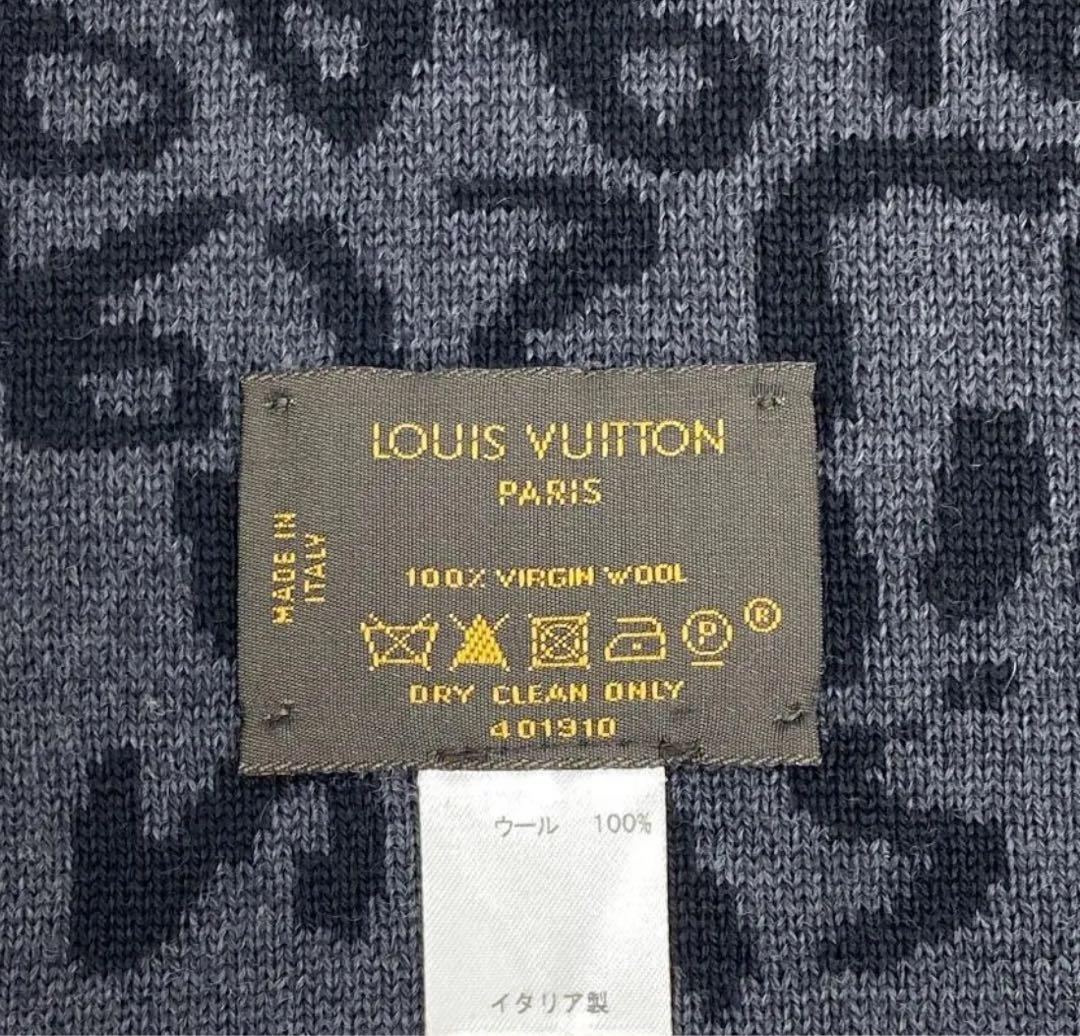 LOUIS VUITTON
PARIS
MADE IN
ITALY
100% VIRGIN WOOL
P ®
DRY CLEAN ONLY
401910
ウール 100%
イタリア製